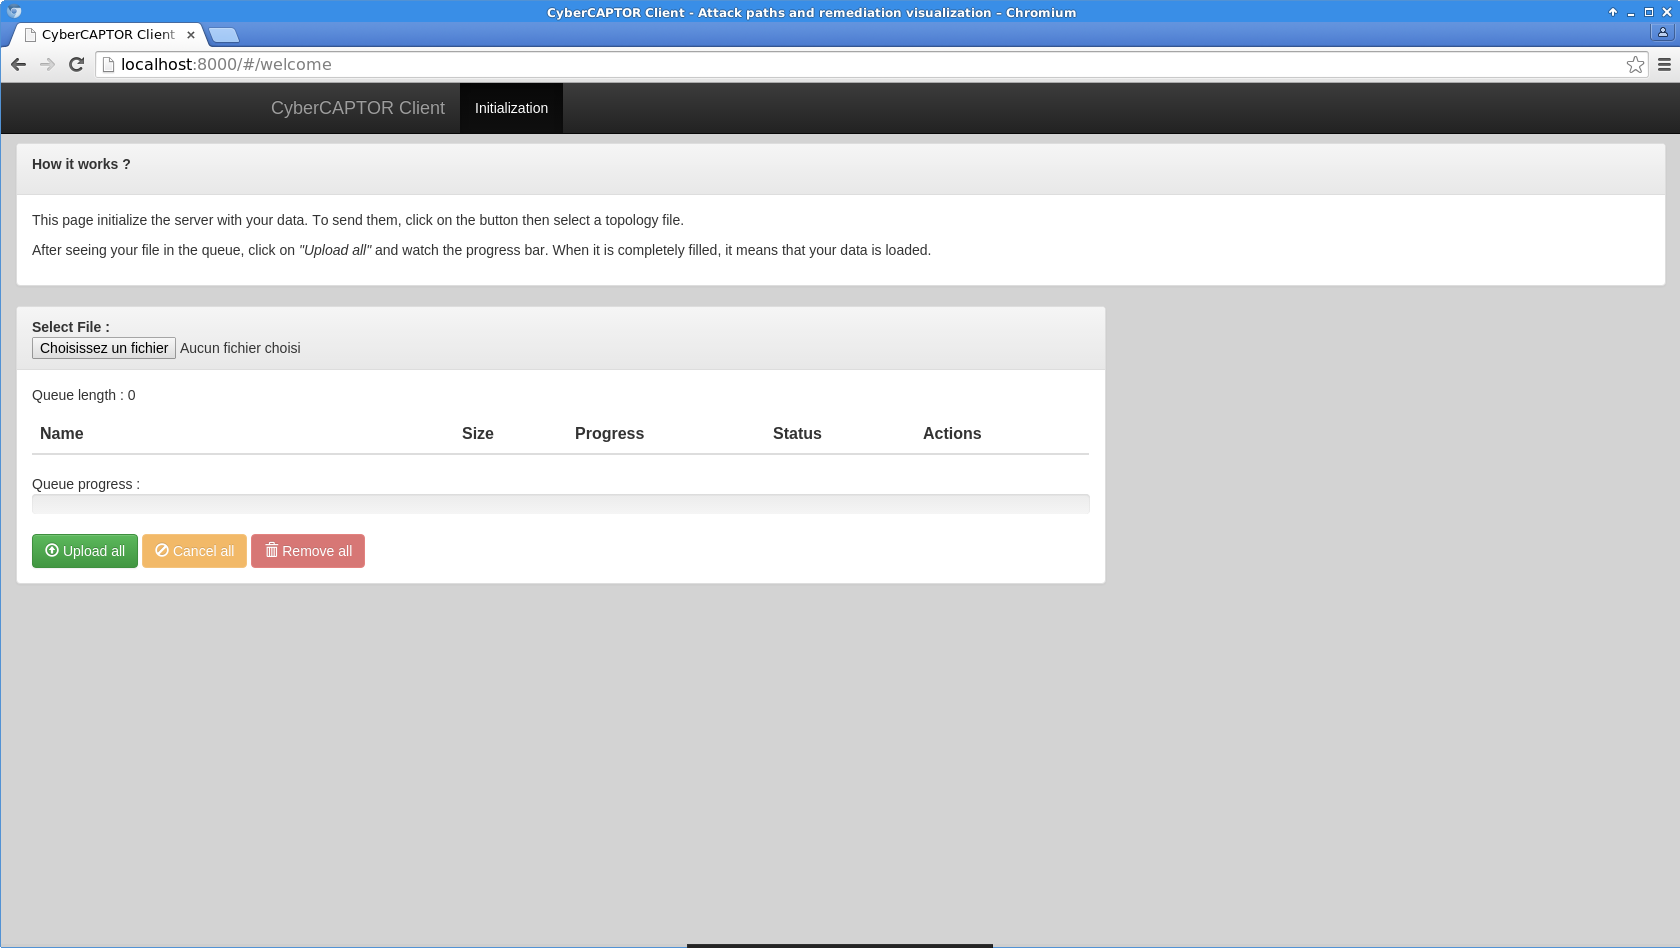 CyberCAPTOR Client - Attack paths and remediation visualization – Chromium
CyberCAPTOR Client
localhost:8000/#/welcome
CyberCAPTOR Client Initialization
How it works ?
This page initialize the server with your data. To send them, click on the button then select a topology file.
After seeing your file in the queue, click on "Upload all" and watch the progress bar. When it is completely filled, it means that your data is loaded.
Select File :
Choisissez un fichier Aucun fichier choisi
Queue length : 0
Name Size Progress Status Actions
Queue progress :
Upload all Cancel all Remove all